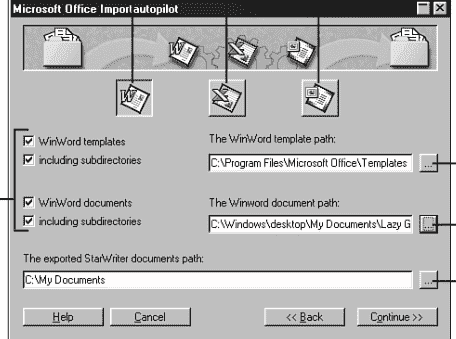 Microsoft Office Importautopilot
WinWord templates
The WinWord template path:
including subdirectories
C:\Program Files\Microsoft Office\Templates
...
WinWord documents
The Winword document path:
including subdirectories
C:\Windows\desktop\My Documents\Lazy G
...
The exported StarWriter documents path:
C:\My Documents
...
Help
Cancel
<< Back
Continue >>